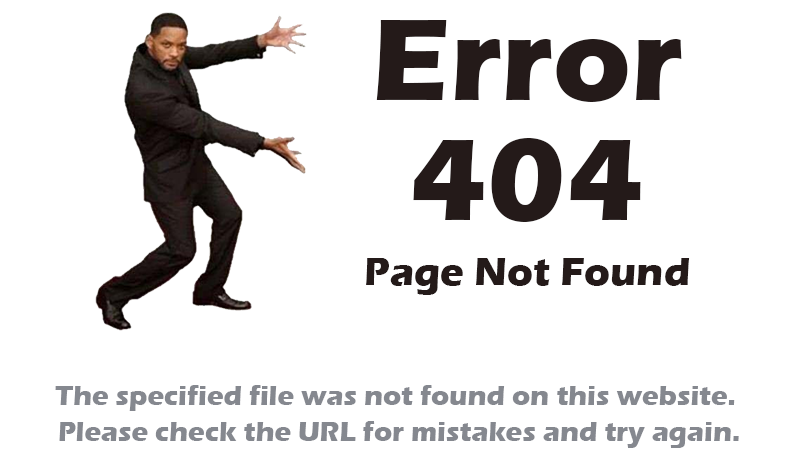 Error
404
Page Not Found
The specified file was not found on this website.
Please check the URL for mistakes and try again.